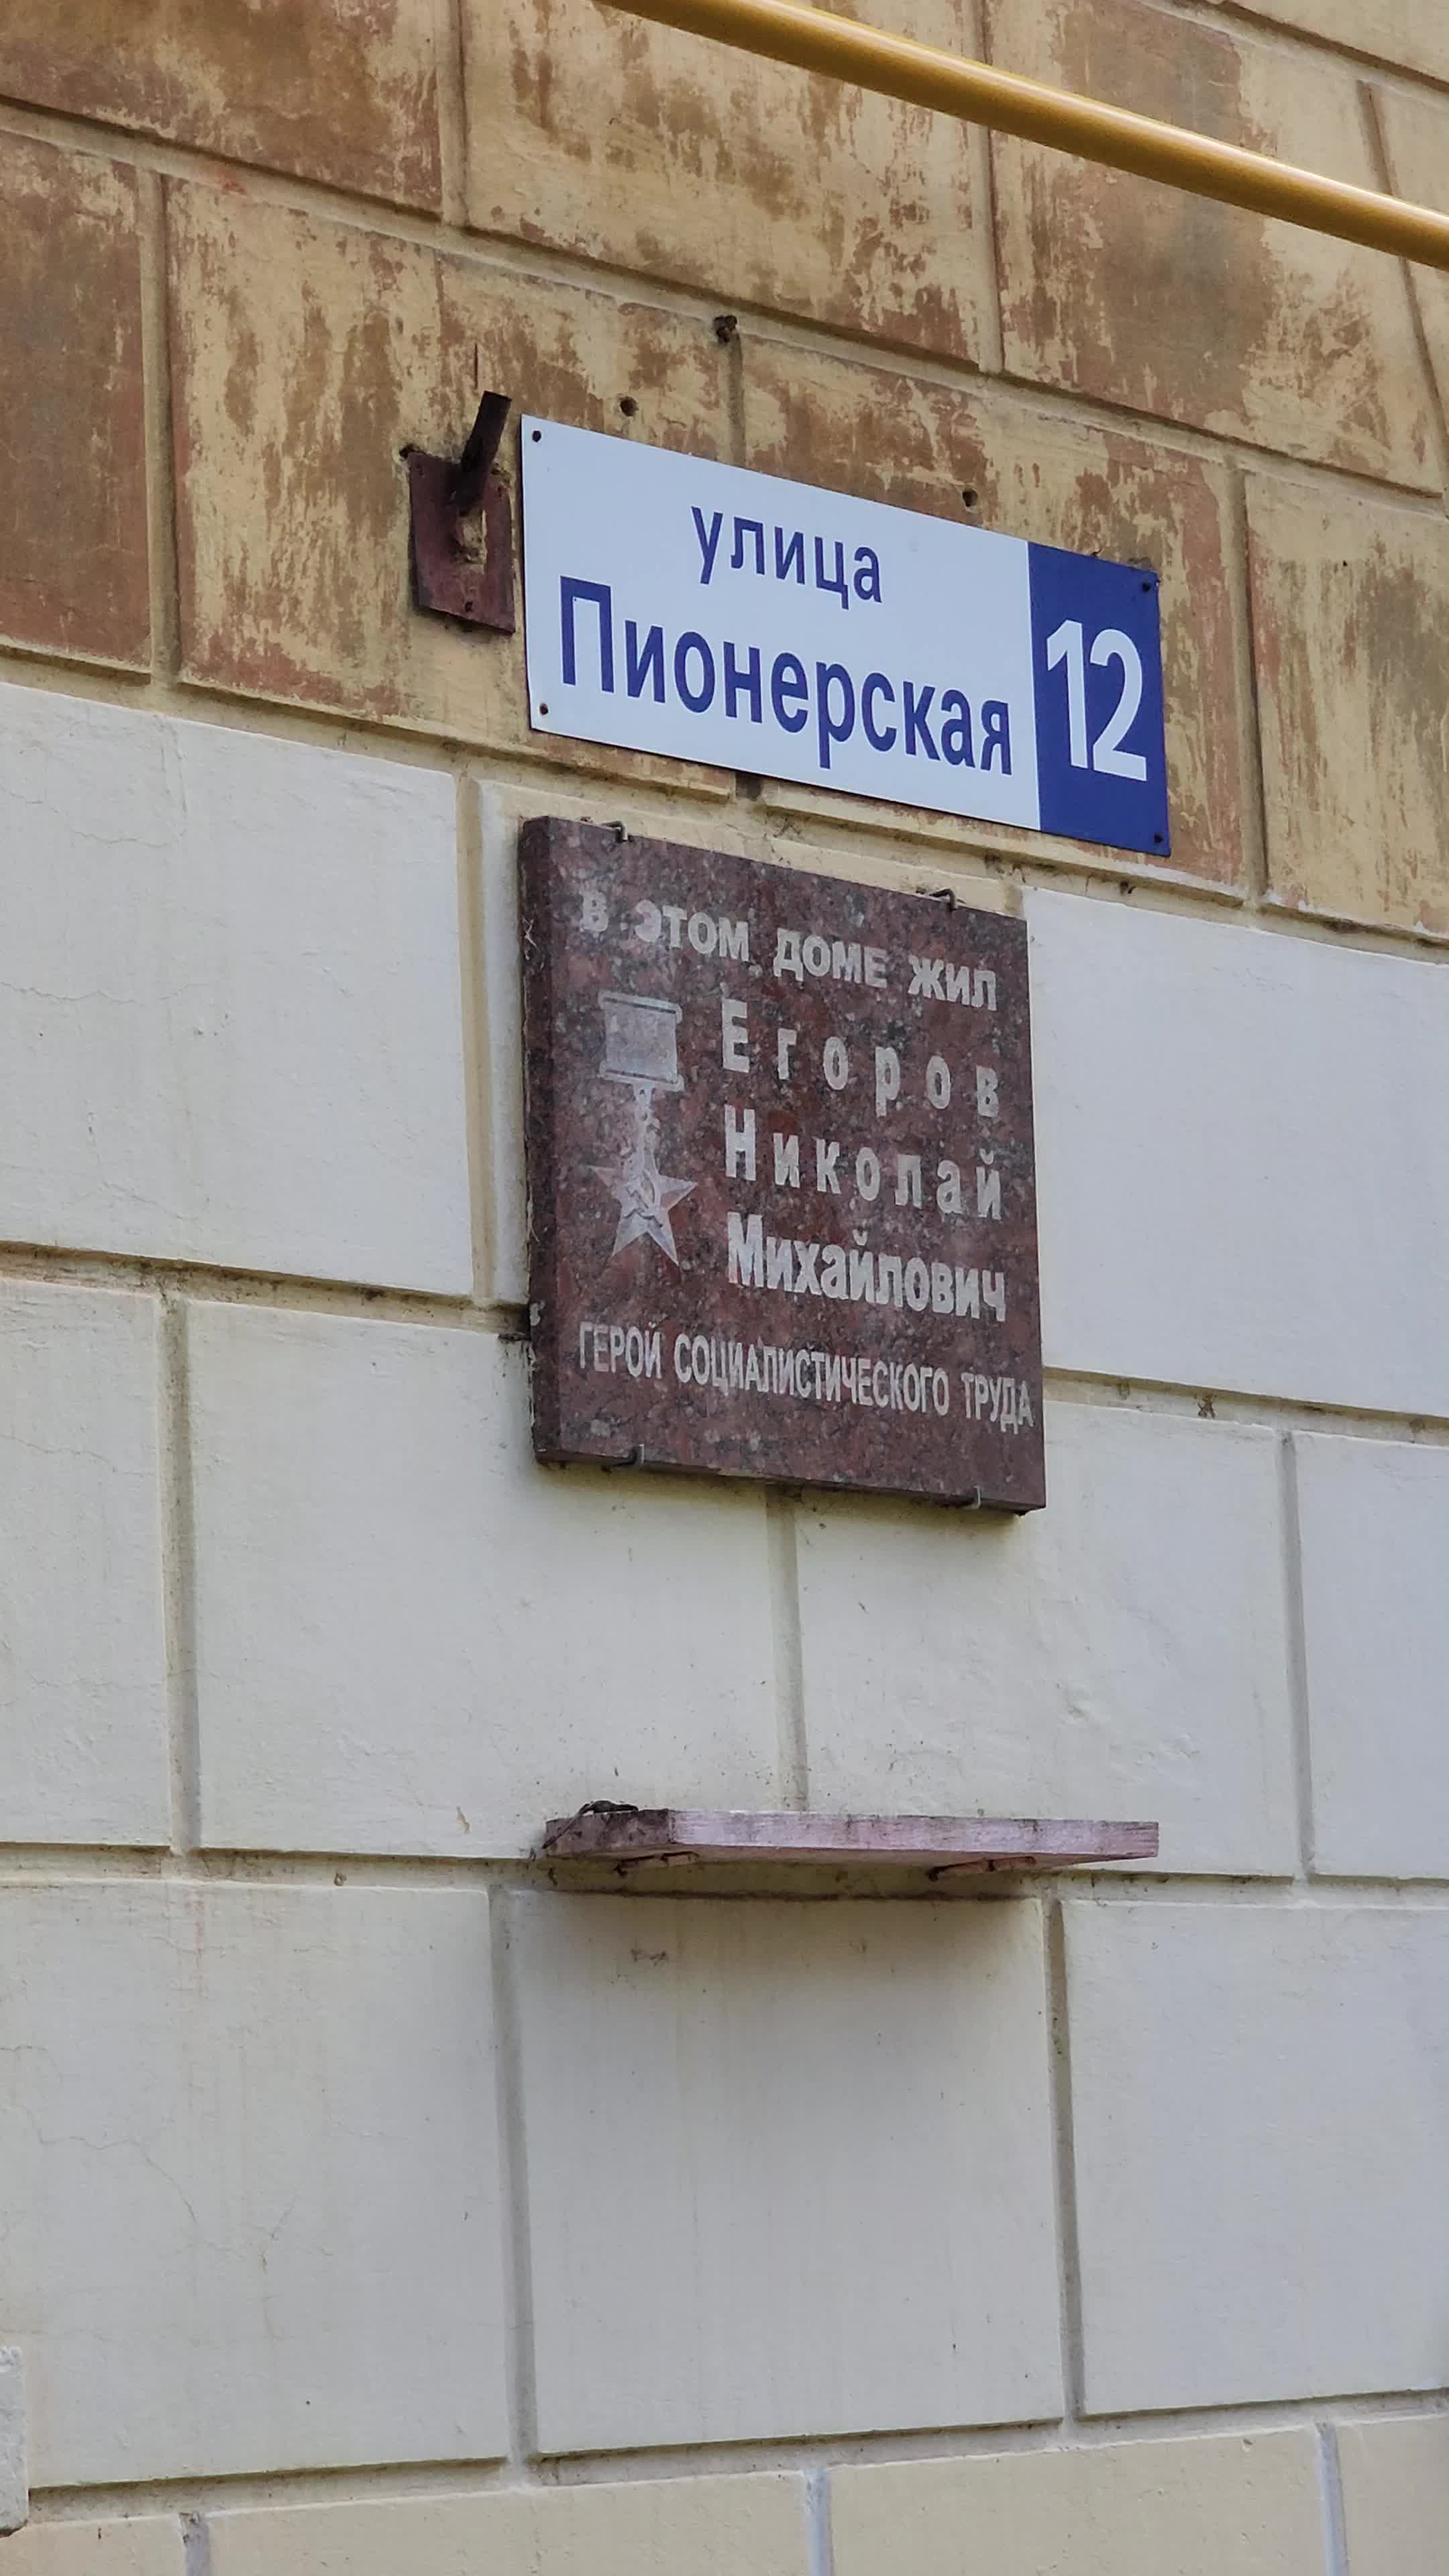 улица
Пионерская 12
В ЭТОМ ДОМЕ ЖИЛ
Егоров
Николай
Михайлович
ГЕРОЙ СОЦИАЛИСТИЧЕСКОГО ТРУДА